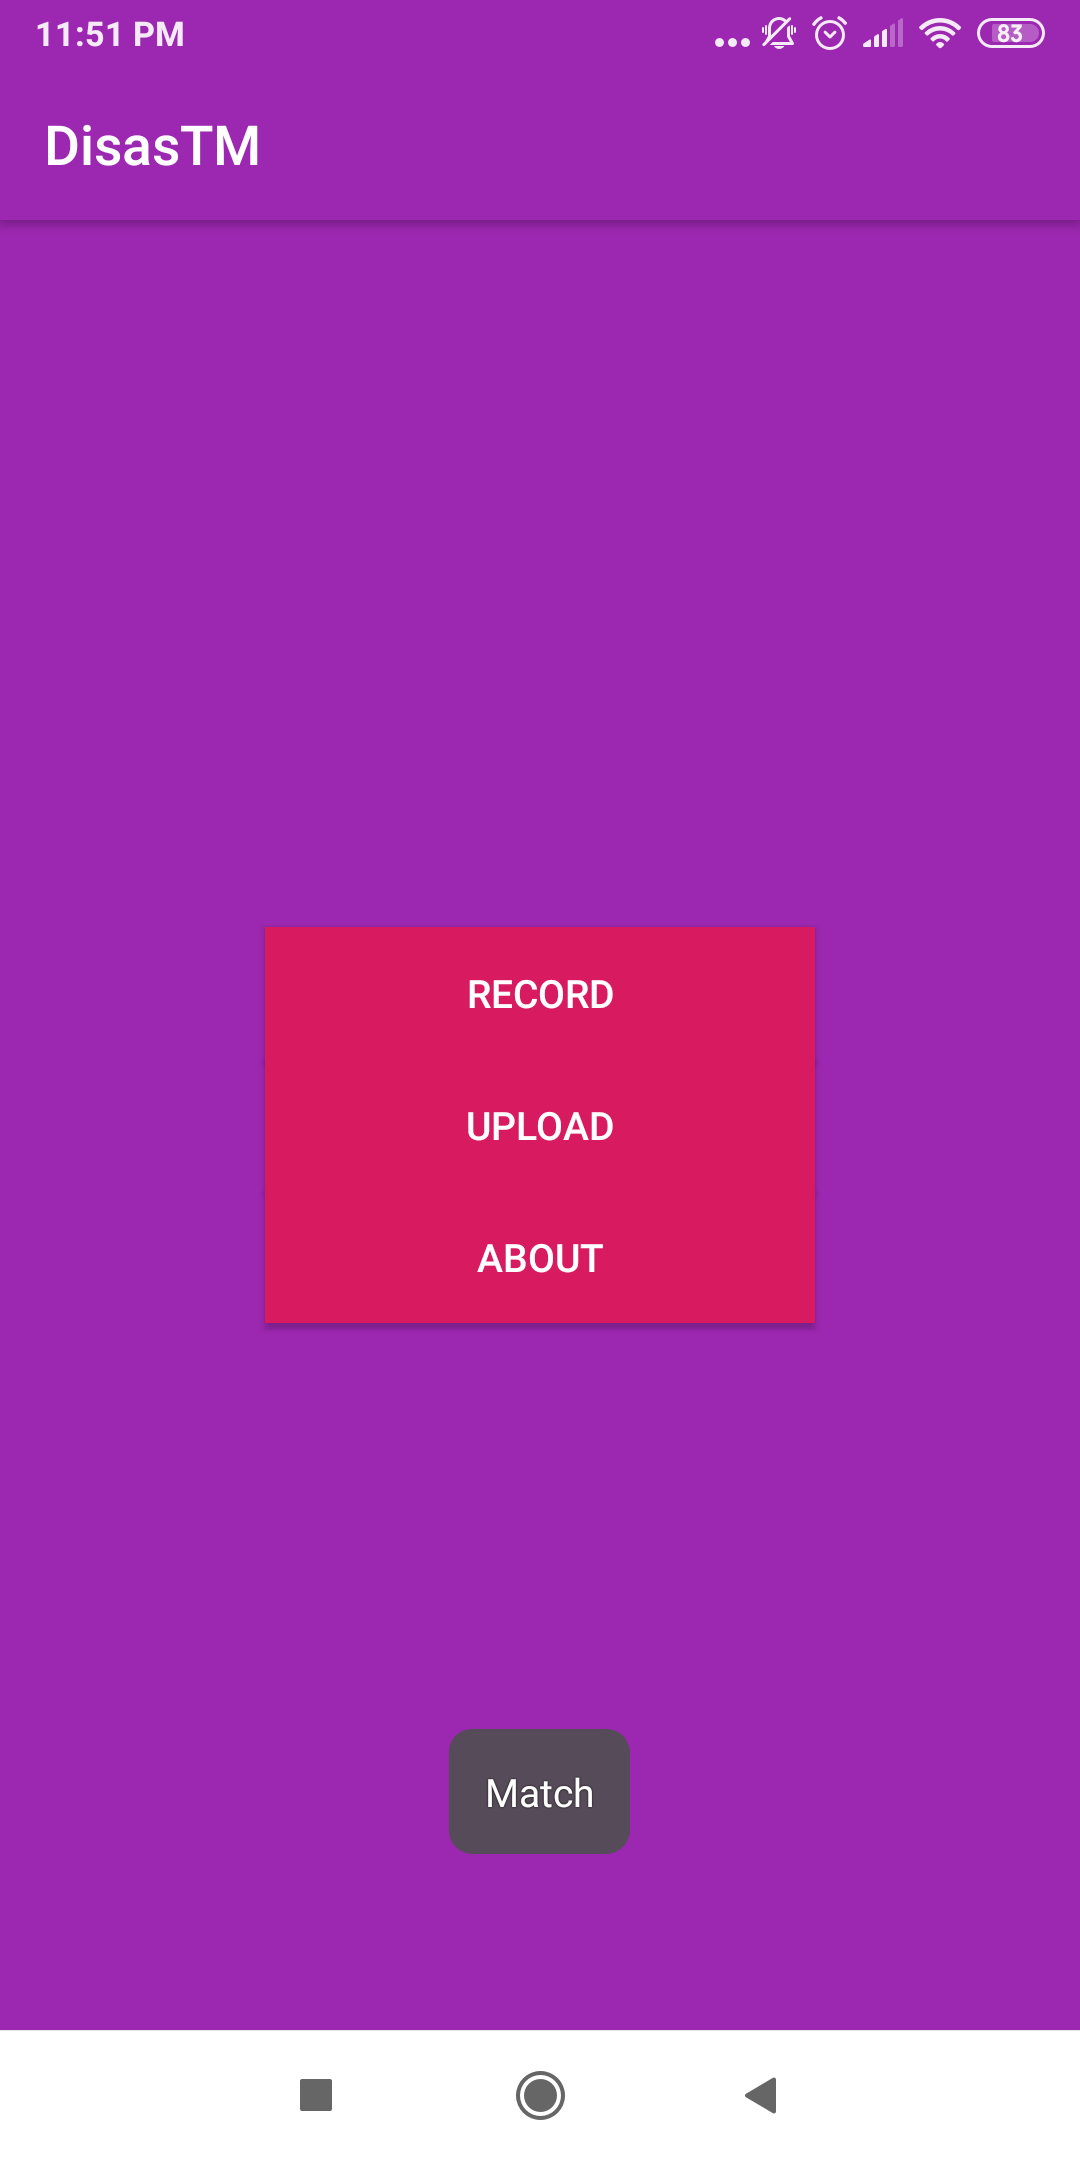 11:51 PM 83
DisasTM
RECORD
UPLOAD
ABOUT
Match